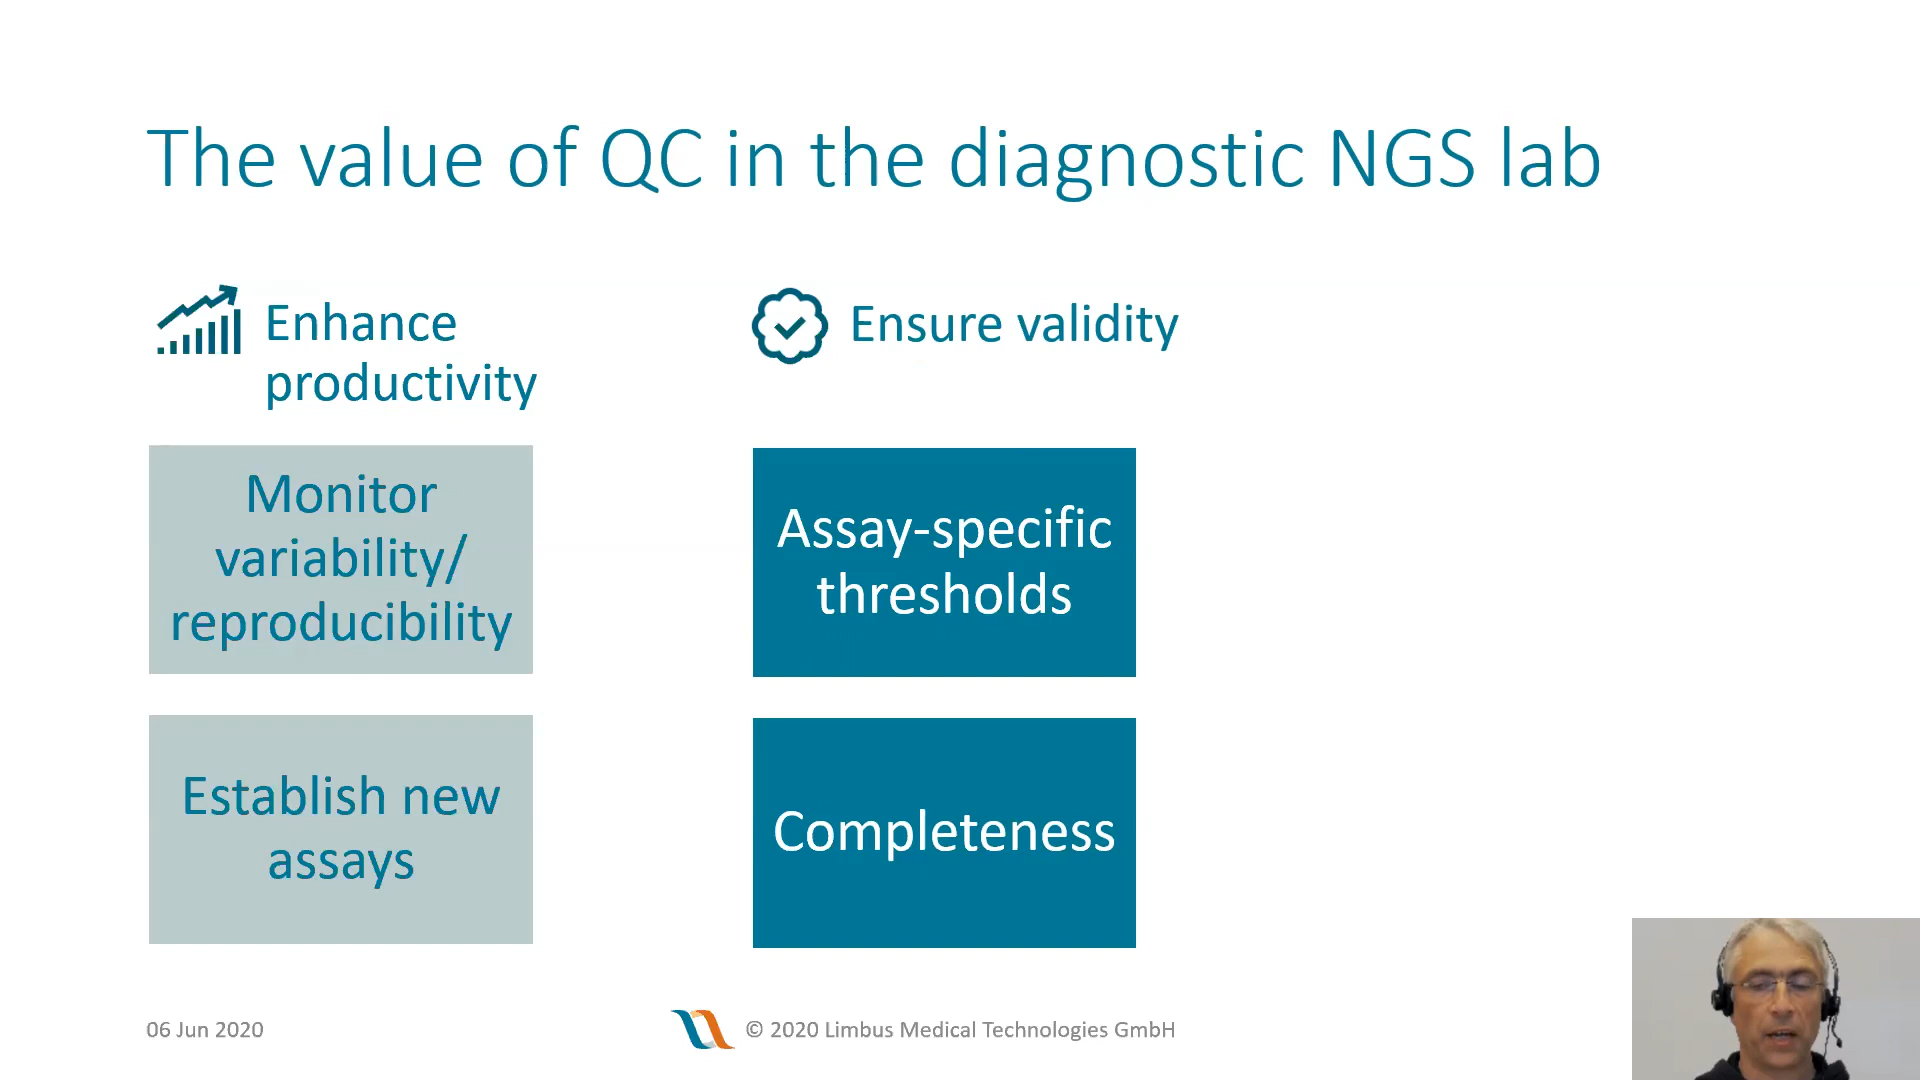 The value of QC in the diagnostic NGS lab
Enhance
productivity
Monitor
variability/
reproducibility
Establish new
assays
Ensure validity
Assay-specific
thresholds
Completeness
06 Jun 2020
© 2020 Limbus Medical Technologies GmbH